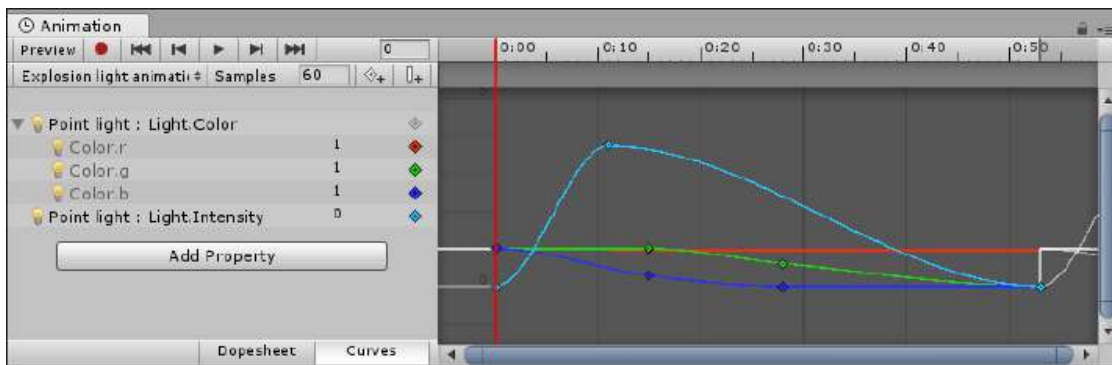 Animation
Preview 0 0:00 0:10 0:20 0:30 0:40 0:50
Explosion light animati Samples 60
Point light : Light.Color
Color.r 1
Color.g 1
Color.b 1
Point light : Light.Intensity 0
0
Add Property
Dopesheet Curves